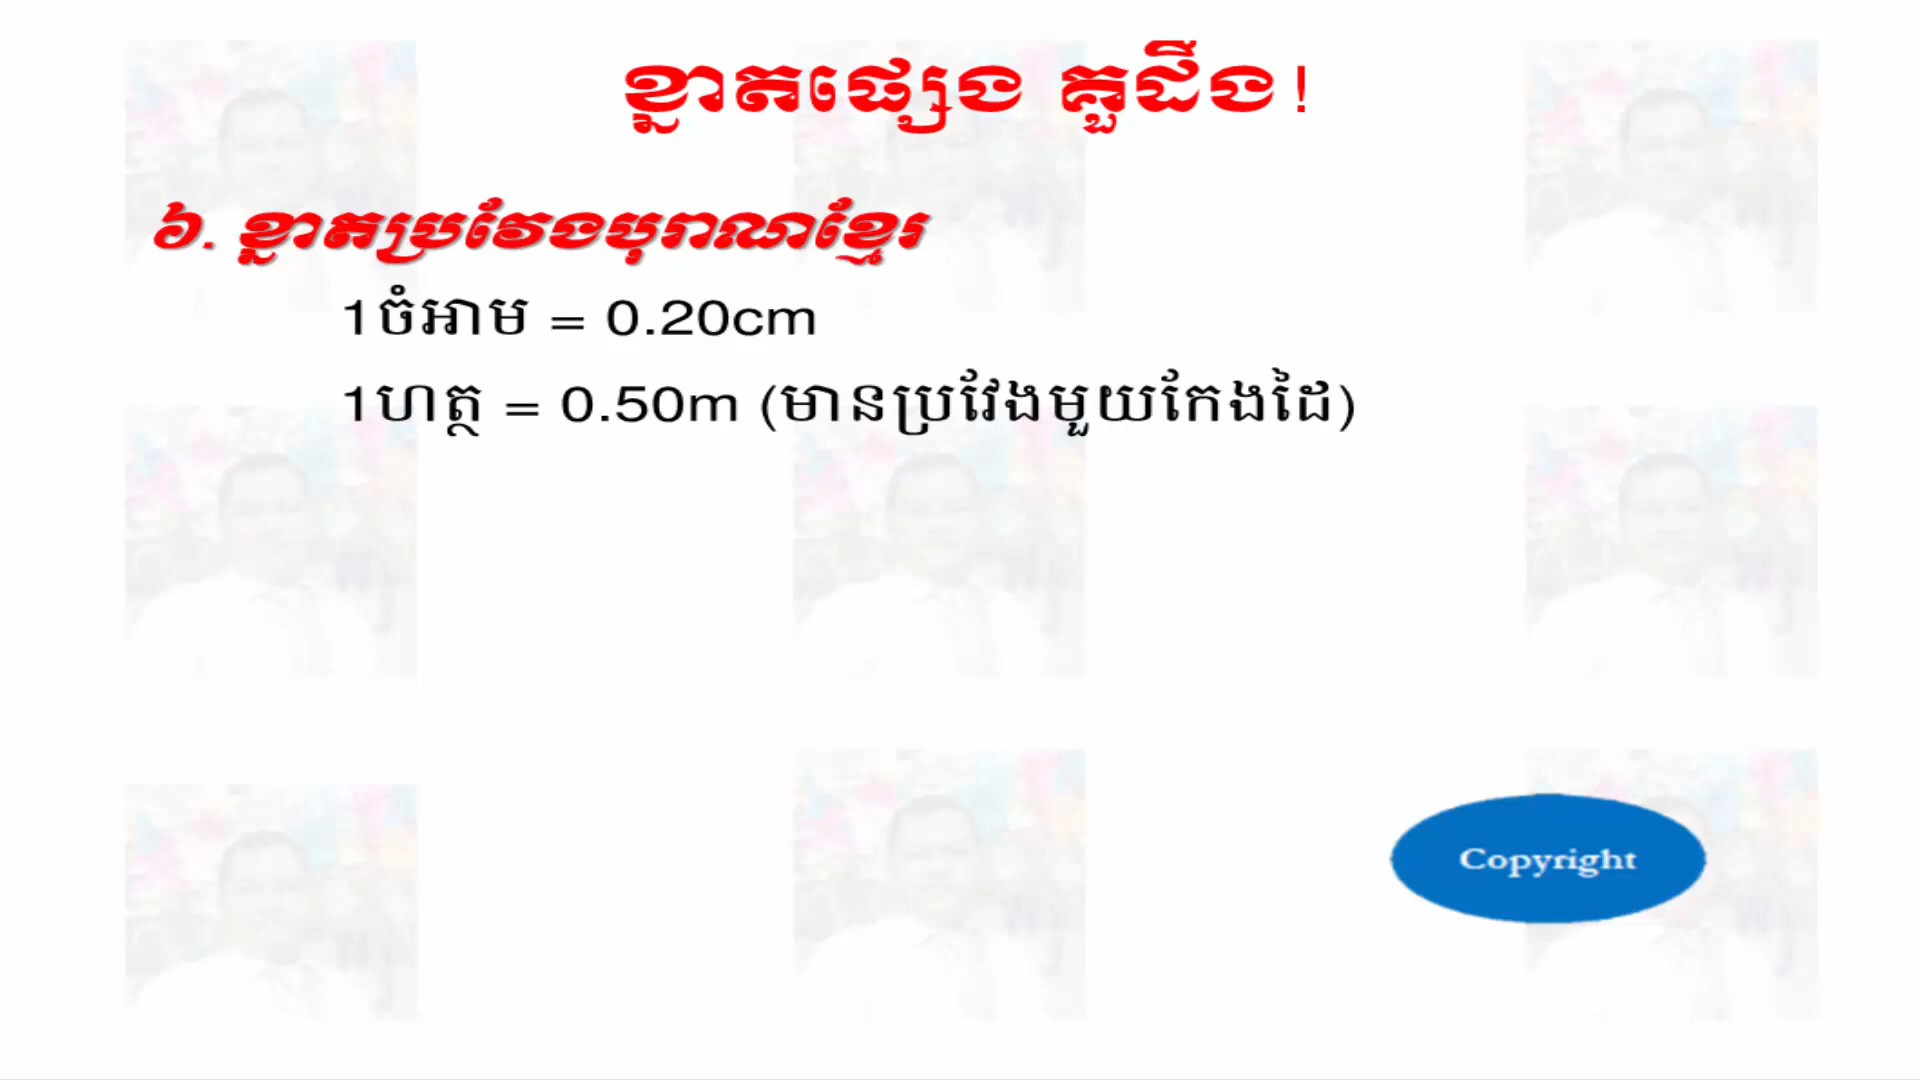 ខ្នាតផ្សេង គួដឹង!
៦. ខ្នាតប្រវែងបុរាណខ្មែរ
1ចំអាម = 0.20cm
1ហត្ថ = 0.50m (មានប្រវែងមួយកែងដៃ)
Copyright